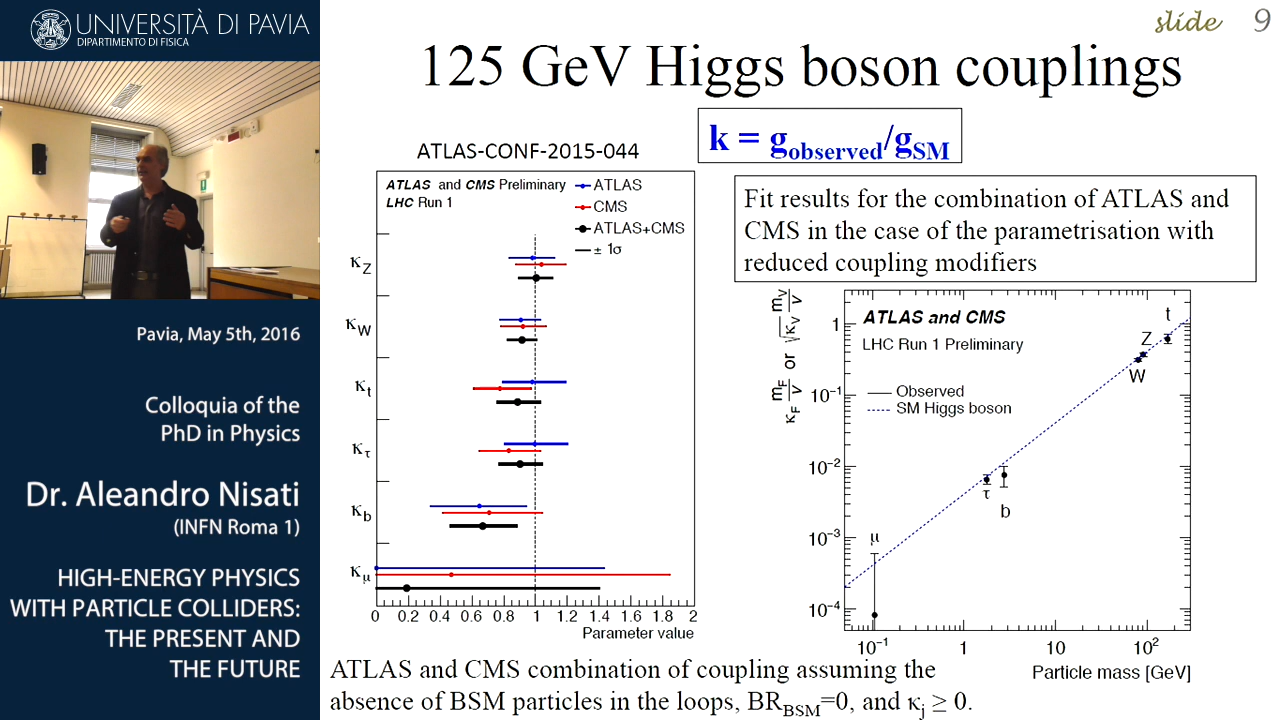 UNIVERSITÀ DI PAVIA
DIPARTIMENTO DI FISICA
Pavia, May 5th, 2016
Colloquia of the
PhD in Physics
Dr. Aleandro Nisati
(INFN Roma 1)
HIGH-ENERGY PHYSICS
WITH PARTICLE COLLIDERS:
THE PRESENT AND
THE FUTURE
slide 9
125 GeV Higgs boson couplings
k = g_observed/g_SM
ATLAS-CONF-2015-044
ATLAS and CMS Preliminary
LHC Run 1
ATLAS
CMS
ATLAS+CMS
± 1σ
κ_Z
κ_W
κ_t
κ_τ
κ_b
κ_μ
0 0.2 0.4 0.6 0.8 1 1.2 1.4 1.6 1.8 2
Parameter value
Fit results for the combination of ATLAS and
CMS in the case of the parametrisation with
reduced coupling modifiers
κ_F m_F/v or √κ_V m_V/v
ATLAS and CMS
LHC Run 1 Preliminary
Observed
SM Higgs boson
t
Z
W
τ
b
μ
1
10⁻¹
10⁻²
10⁻³
10⁻⁴
10⁻¹ 1 10 10²
Particle mass [GeV]
ATLAS and CMS combination of coupling assuming the
absence of BSM particles in the loops, BR_BSM=0, and κ_j ≥ 0.